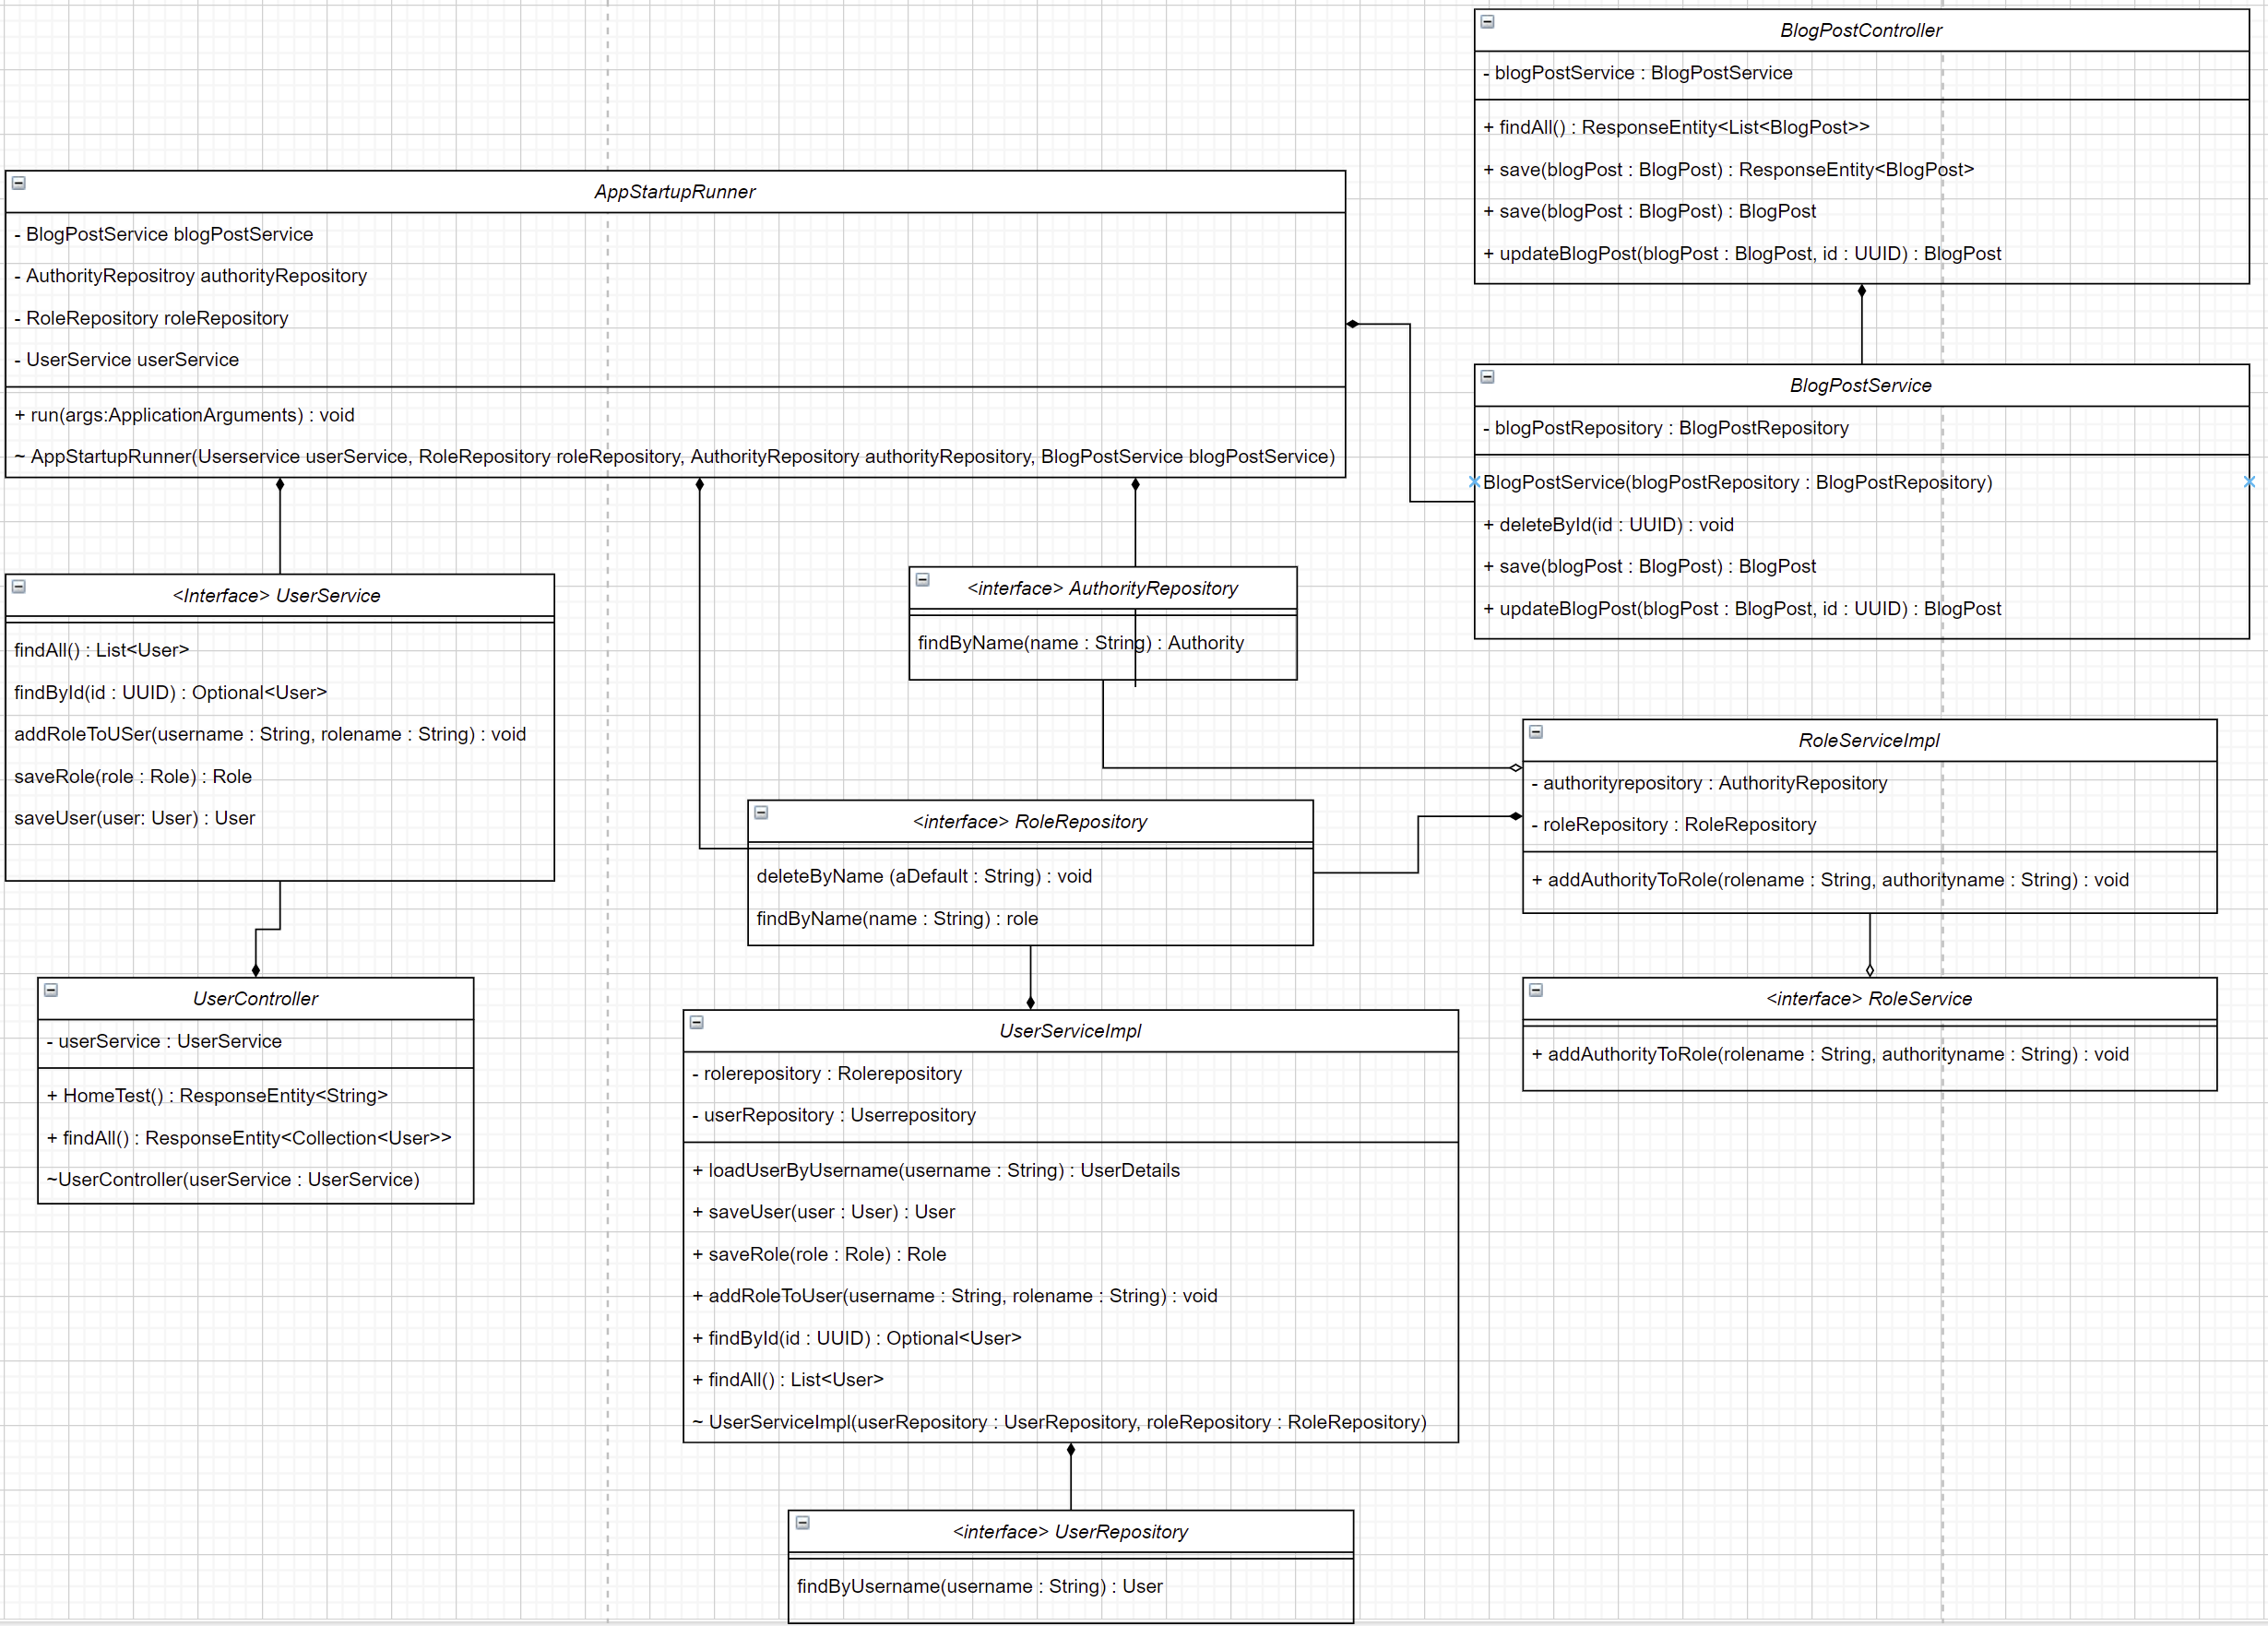 BlogPostController
- blogPostService : BlogPostService
+ findAll() : ResponseEntity<List<BlogPost>>
+ save(blogPost : BlogPost) : ResponseEntity<BlogPost>
+ save(blogPost : BlogPost) : BlogPost
+ updateBlogPost(blogPost : BlogPost, id : UUID) : BlogPost
AppStartupRunner
- BlogPostService blogPostService
- AuthorityRepositroy authorityRepository
- RoleRepository roleRepository
- UserService userService
+ run(args:ApplicationArguments) : void
~ AppStartupRunner(Userservice userService, RoleRepository roleRepository, AuthorityRepository authorityRepository, BlogPostService blogPostService)
BlogPostService
- blogPostRepository : BlogPostRepository
BlogPostService(blogPostRepository : BlogPostRepository)
+ deleteById(id : UUID) : void
+ save(blogPost : BlogPost) : BlogPost
+ updateBlogPost(blogPost : BlogPost, id : UUID) : BlogPost
<Interface> UserService
findAll() : List<User>
findById(id : UUID) : Optional<User>
addRoleToUSer(username : String, rolename : String) : void
saveRole(role : Role) : Role
saveUser(user: User) : User
<interface> AuthorityRepository
findByName(name : String) : Authority
RoleServiceImpl
- authorityrepository : AuthorityRepository
- roleRepository : RoleRepository
+ addAuthorityToRole(rolename : String, authorityname : String) : void
<interface> RoleRepository
deleteByName (aDefault : String) : void
findByName(name : String) : role
UserController
- userService : UserService
+ HomeTest() : ResponseEntity<String>
+ findAll() : ResponseEntity<Collection<User>>
~UserController(userService : UserService)
UserServiceImpl
- rolerepository : Rolerepository
- userRepository : Userrepository
+ loadUserByUsername(username : String) : UserDetails
+ saveUser(user : User) : User
+ saveRole(role : Role) : Role
+ addRoleToUser(username : String, rolename : String) : void
+ findById(id : UUID) : Optional<User>
+ findAll() : List<User>
~ UserServiceImpl(userRepository : UserRepository, roleRepository : RoleRepository)
<interface> RoleService
+ addAuthorityToRole(rolename : String, authorityname : String) : void
<interface> UserRepository
findByUsername(username : String) : User